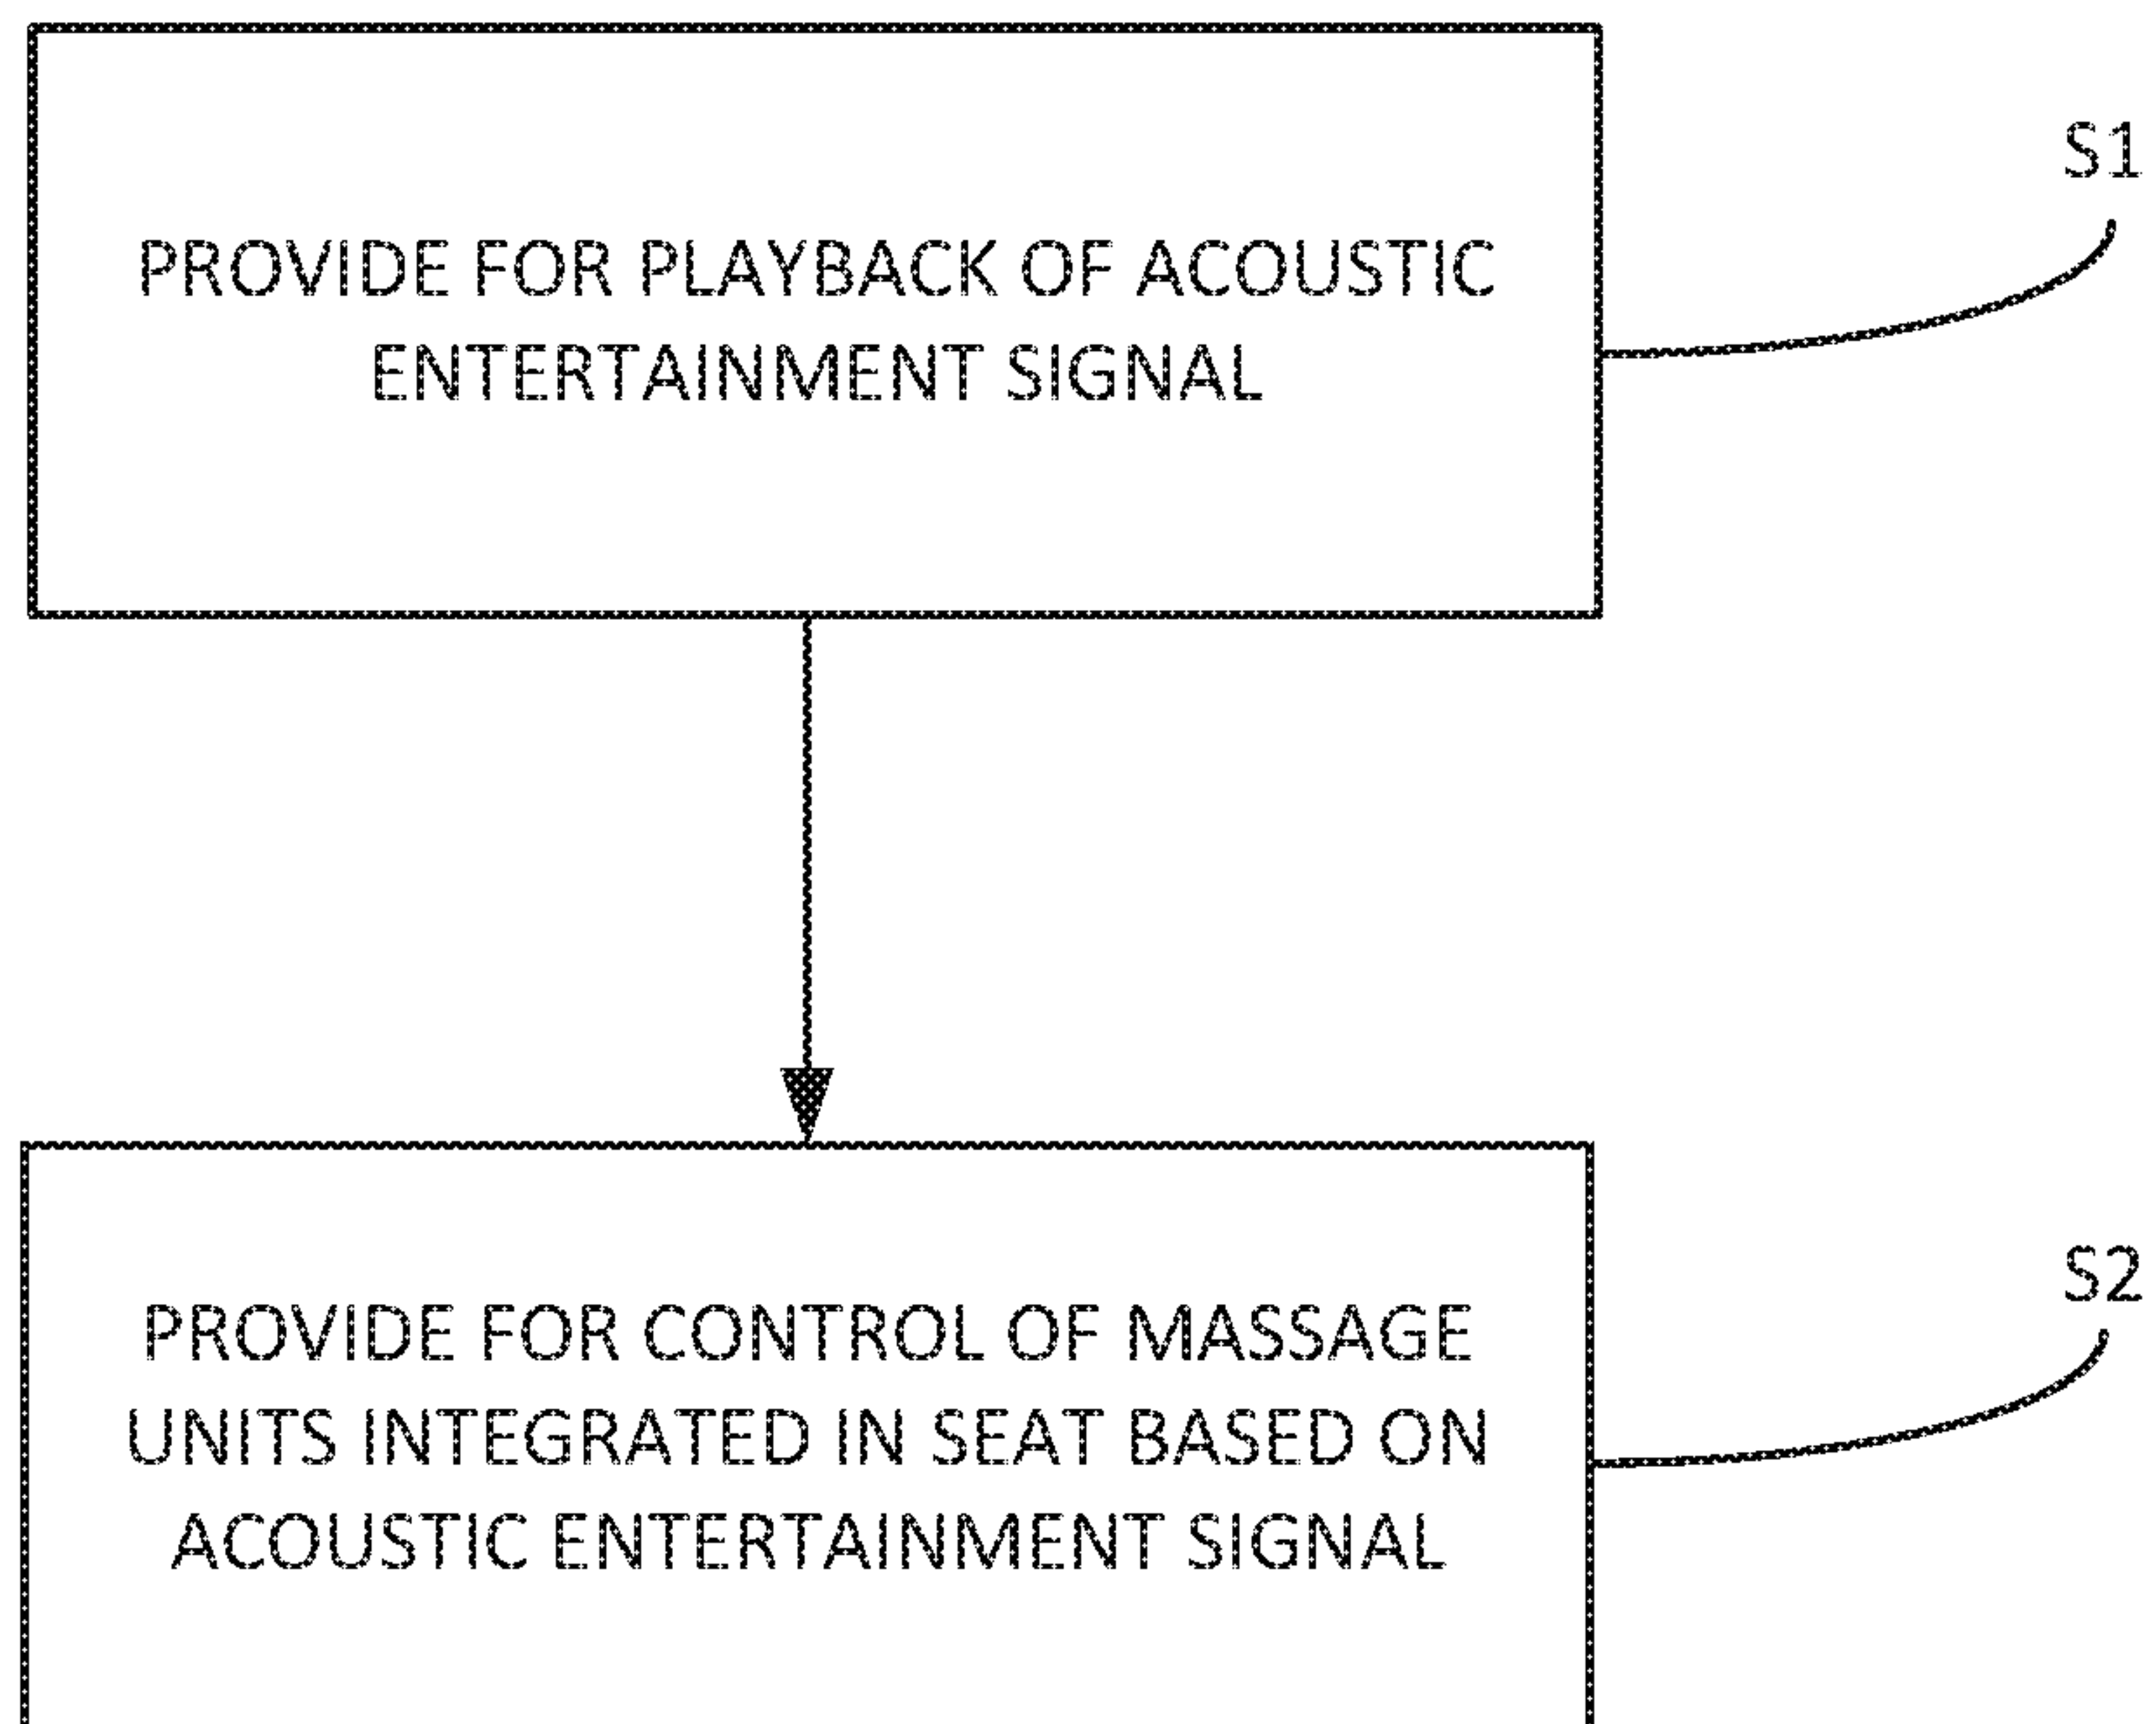 S1
PROVIDE FOR PLAYBACK OF ACOUSTIC
ENTERTAINMENT SIGNAL
S2
PROVIDE FOR CONTROL OF MASSAGE
UNITS INTEGRATED IN SEAT BASED ON
ACOUSTIC ENTERTAINMENT SIGNAL